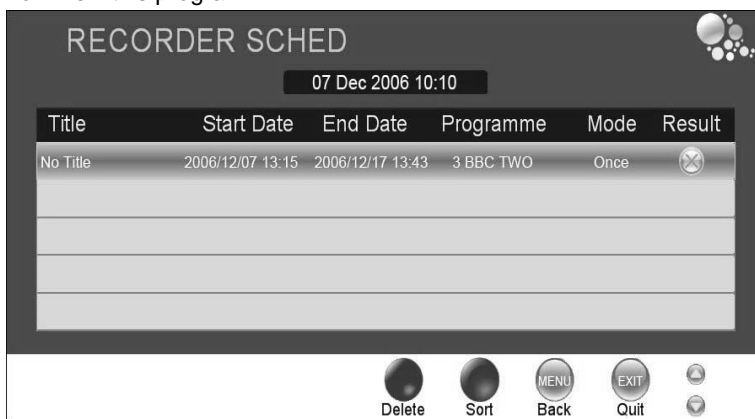 RECORDER SCHED
07 Dec 2006 10:10
Title Start Date End Date Programme Mode Result
No Title 2006/12/07 13:15 2006/12/17 13:43 3 BBC TWO Once
MENU EXIT
Delete Sort Back Quit